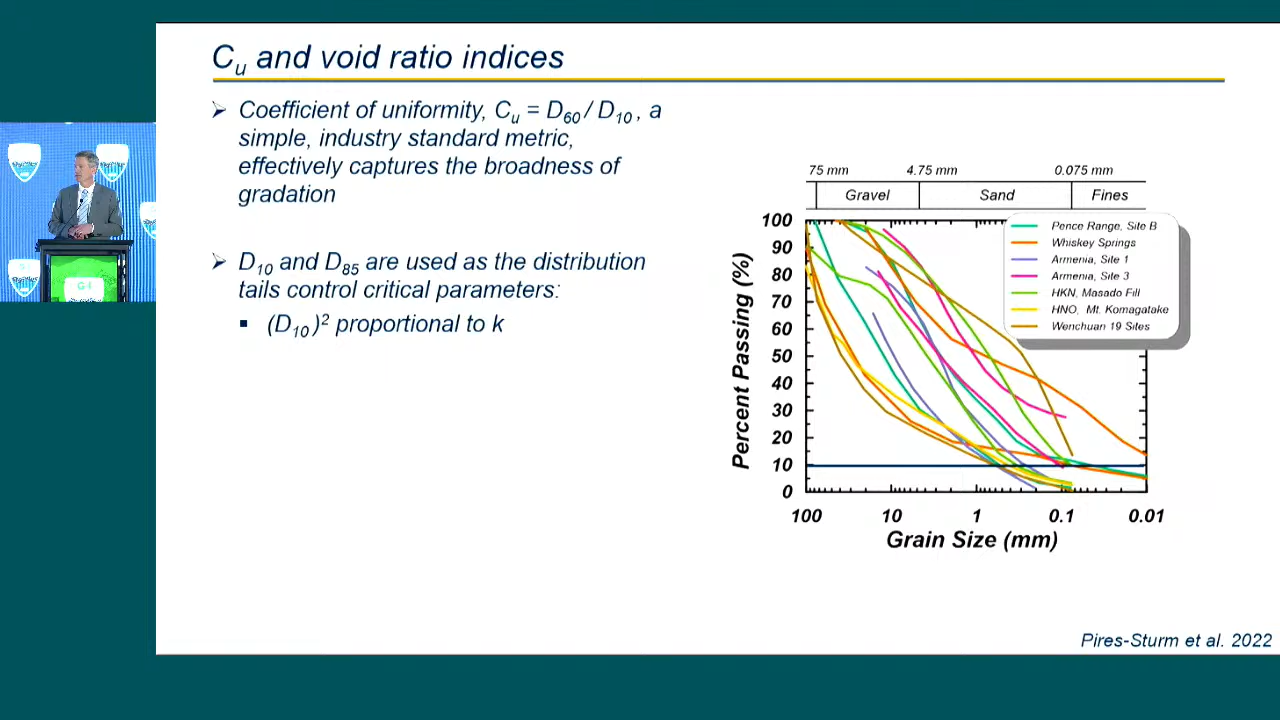 Cu and void ratio indices
➢ Coefficient of uniformity, Cu = D60 / D10 , a
simple, industry standard metric,
effectively captures the broadness of
gradation
➢ D10 and D85 are used as the distribution
tails control critical parameters:
▪ (D10 )² proportional to k
75 mm 4.75 mm 0.075 mm
Gravel Sand Fines
Pence Range, Site B
Whiskey Springs
Armenia, Site 1
Armenia, Site 3
HKN, Masado Fill
HNO, Mt. Komagatake
Wenchuan 19 Sites
Percent Passing (%)
100
90
80
70
60
50
40
30
20
10
0
100 10 1 0.1 0.01
Grain Size (mm)
Pires-Sturm et al. 2022